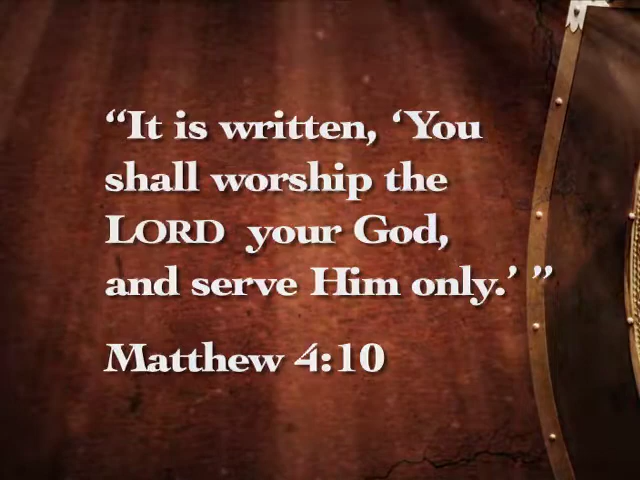 “It is written, ‘You
shall worship the
LORD your God,
and serve Him only.’ ”
Matthew 4:10